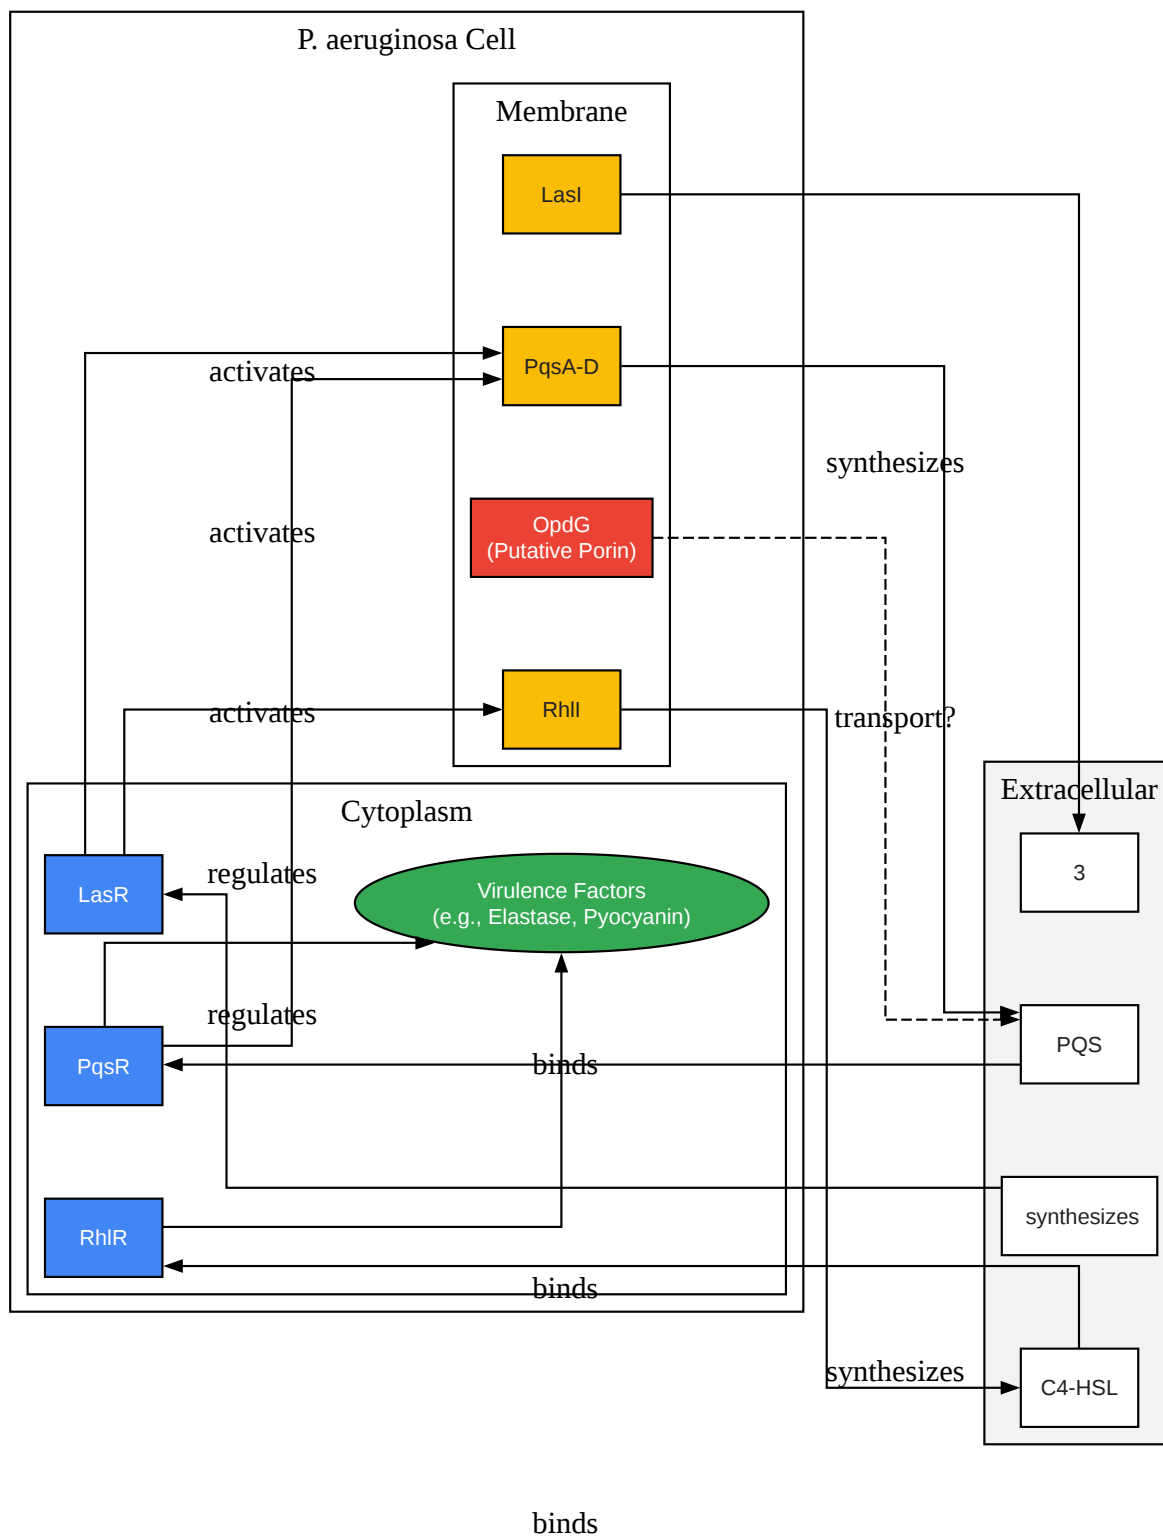 P. aeruginosa Cell
Membrane
LasI
PqsA-D
activates
synthesizes
OpdG
(Putative Porin)
activates
RhlI
activates
transport?
Extracellular
Cytoplasm
3
regulates
LasR
Virulence Factors
(e.g., Elastase, Pyocyanin)
regulates
PQS
PqsR
binds
synthesizes
RhlR
binds
synthesizes
C4-HSL
binds